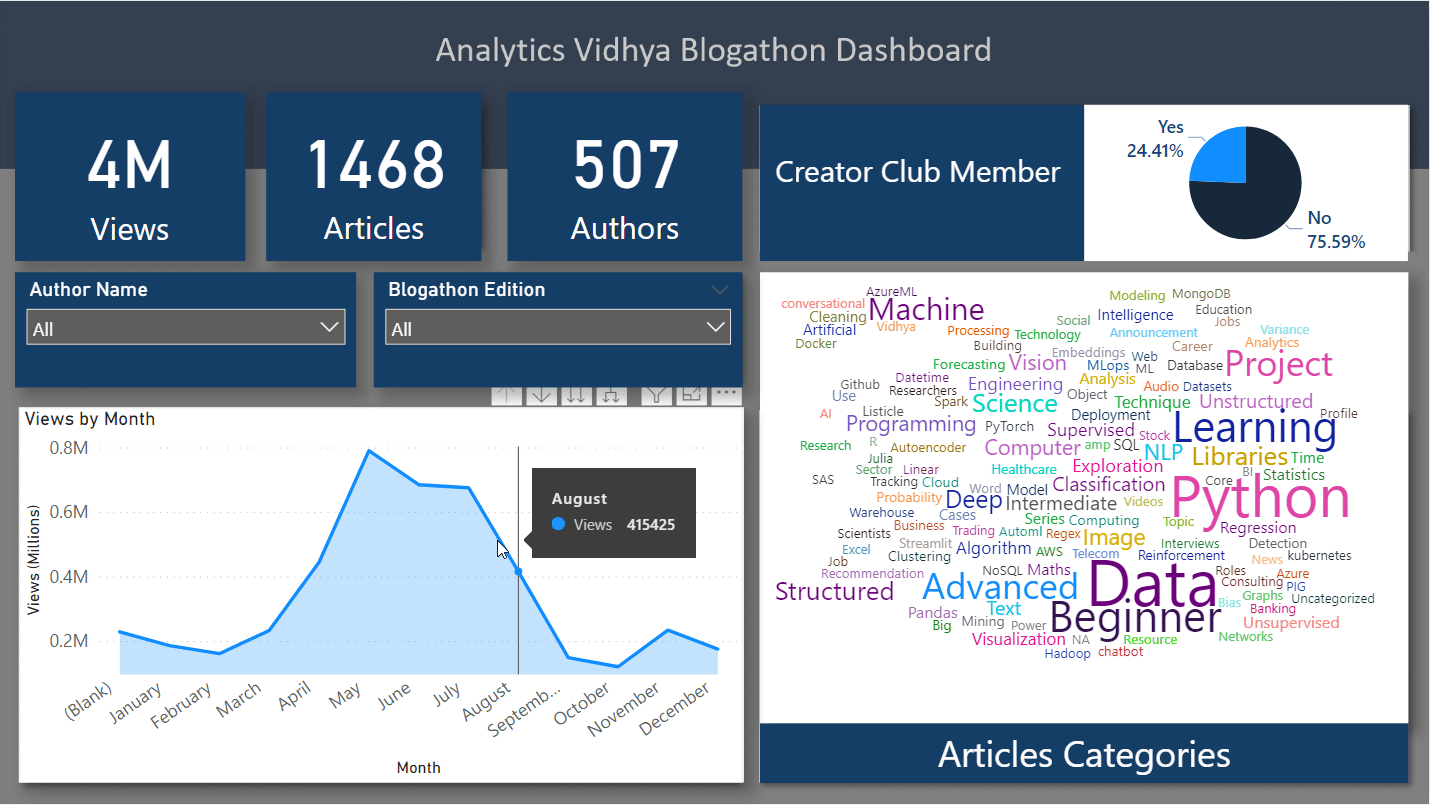 Analytics Vidhya Blogathon Dashboard
4M
Views
1468
Articles
507
Authors
Creator Club Member
Yes
24.41%
No
75.59%
Author Name
All
Blogathon Edition
All
Views by Month
Views (Millions)
0.8M
0.6M
0.4M
0.2M
August
Views 415425
(Blank)
January
February
March
April
May
June
July
August
Septemb...
October
November
December
Month
AzureML
conversational
Machine
Modeling
MongoDB
Cleaning
Vidhya
Social
Intelligence
Education
Jobs
Artificial
Processing
Technology
Announcement
Variance
Docker
Building
Embeddings
Web
Career
Analytics
Forecasting
Vision
MLops
ML
Database
Project
Datetime
Github
Researchers
Engineering
Analysis
Audio
Datasets
Use
Spark
Science
Object
Technique
Unstructured
AI
Listicle
Deployment
Profile
Programming
PyTorch
Supervised
Stock
Learning
Research
R
Autoencoder
Computer
amp
SQL
NLP
Libraries
Time
Julia
Sector
Linear
Healthcare
Exploration
BI
Statistics
SAS
Tracking
Cloud
Word
Model
Classification
Core
Python
Probability
Deep
Intermediate
Videos
Warehouse
Cases
Series
Computing
Topic
Regression
Scientists
Business
Trading
Automl
Regex
Image
Interviews
Detection
Excel
Streamlit
Clustering
Algorithm
AWS
Telecom
Reinforcement
News
kubernetes
Job
Recommendation
NoSQL
Maths
Data
Roles
Azure
Consulting
PIG
Structured
Advanced
Graphs
Uncategorized
Pandas
Text
Beginner
Bias
Banking
Big
Mining
Power
Unsupervised
Visualization
NA
Resource
Networks
Hadoop
chatbot
Articles Categories